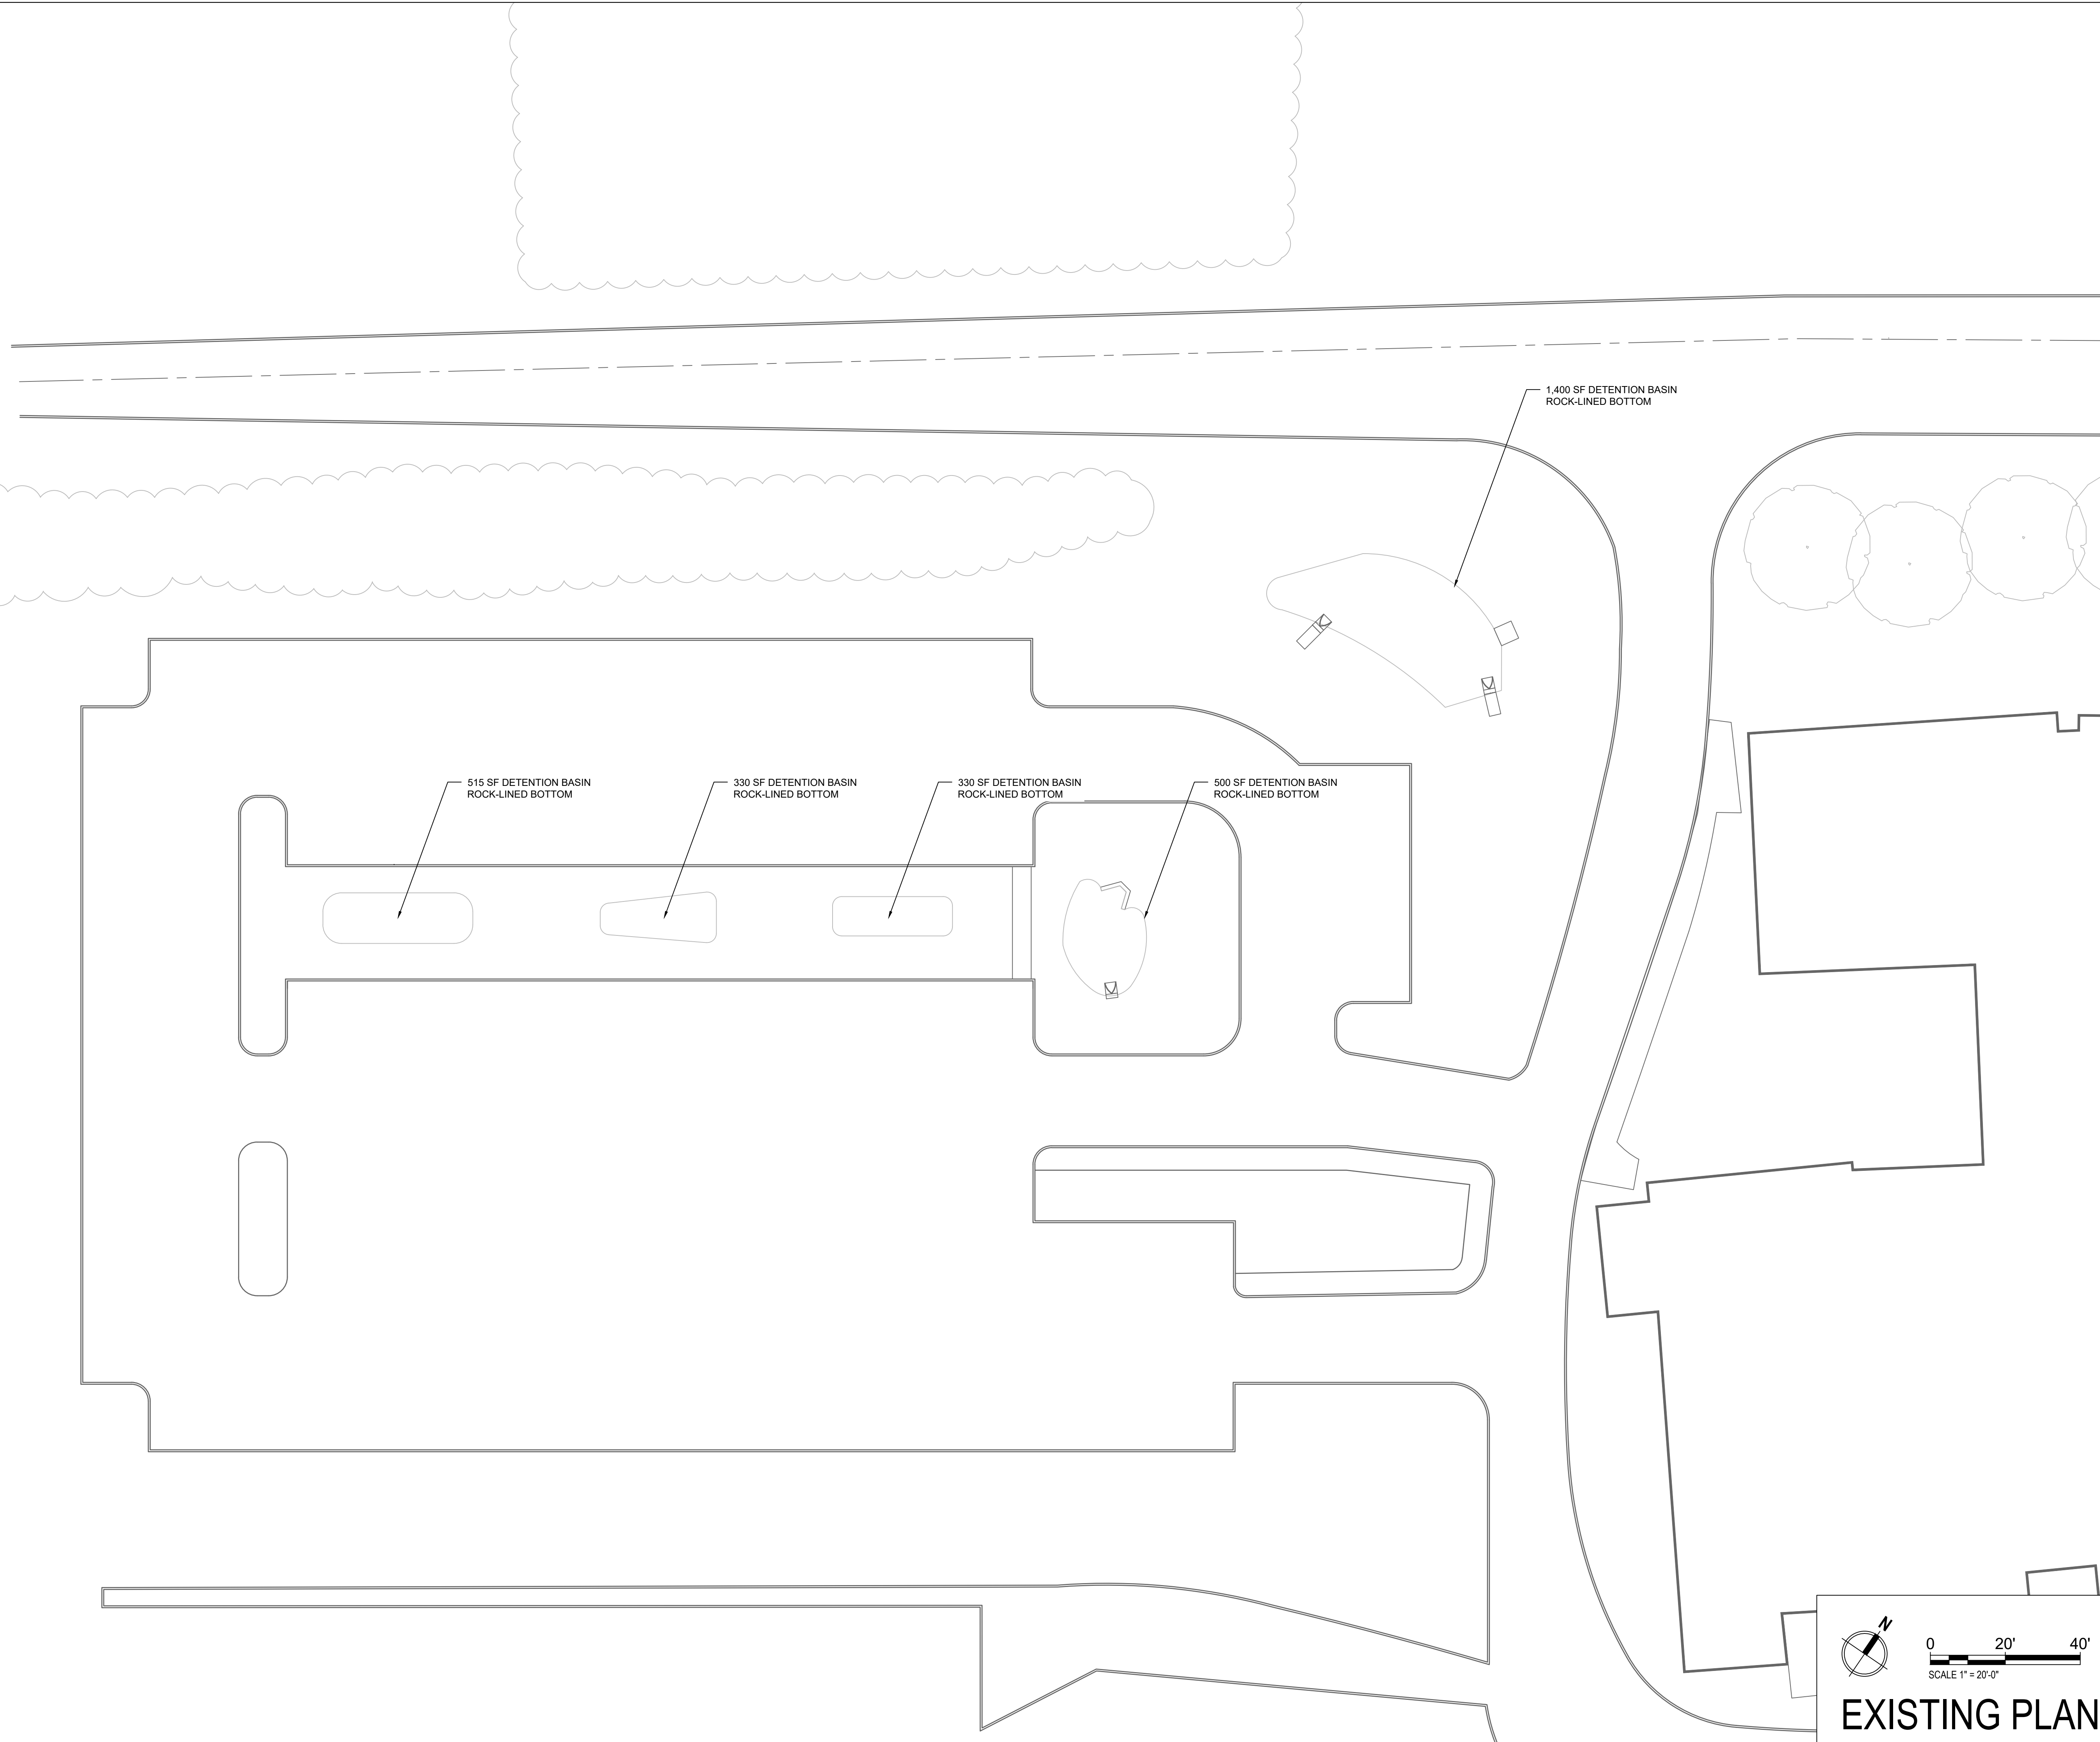 1,400 SF DETENTION BASIN
ROCK-LINED BOTTOM
515 SF DETENTION BASIN
ROCK-LINED BOTTOM
330 SF DETENTION BASIN
ROCK-LINED BOTTOM
330 SF DETENTION BASIN
ROCK-LINED BOTTOM
500 SF DETENTION BASIN
ROCK-LINED BOTTOM
N
0 20' 40'
SCALE 1" = 20'-0"
EXISTING PLAN